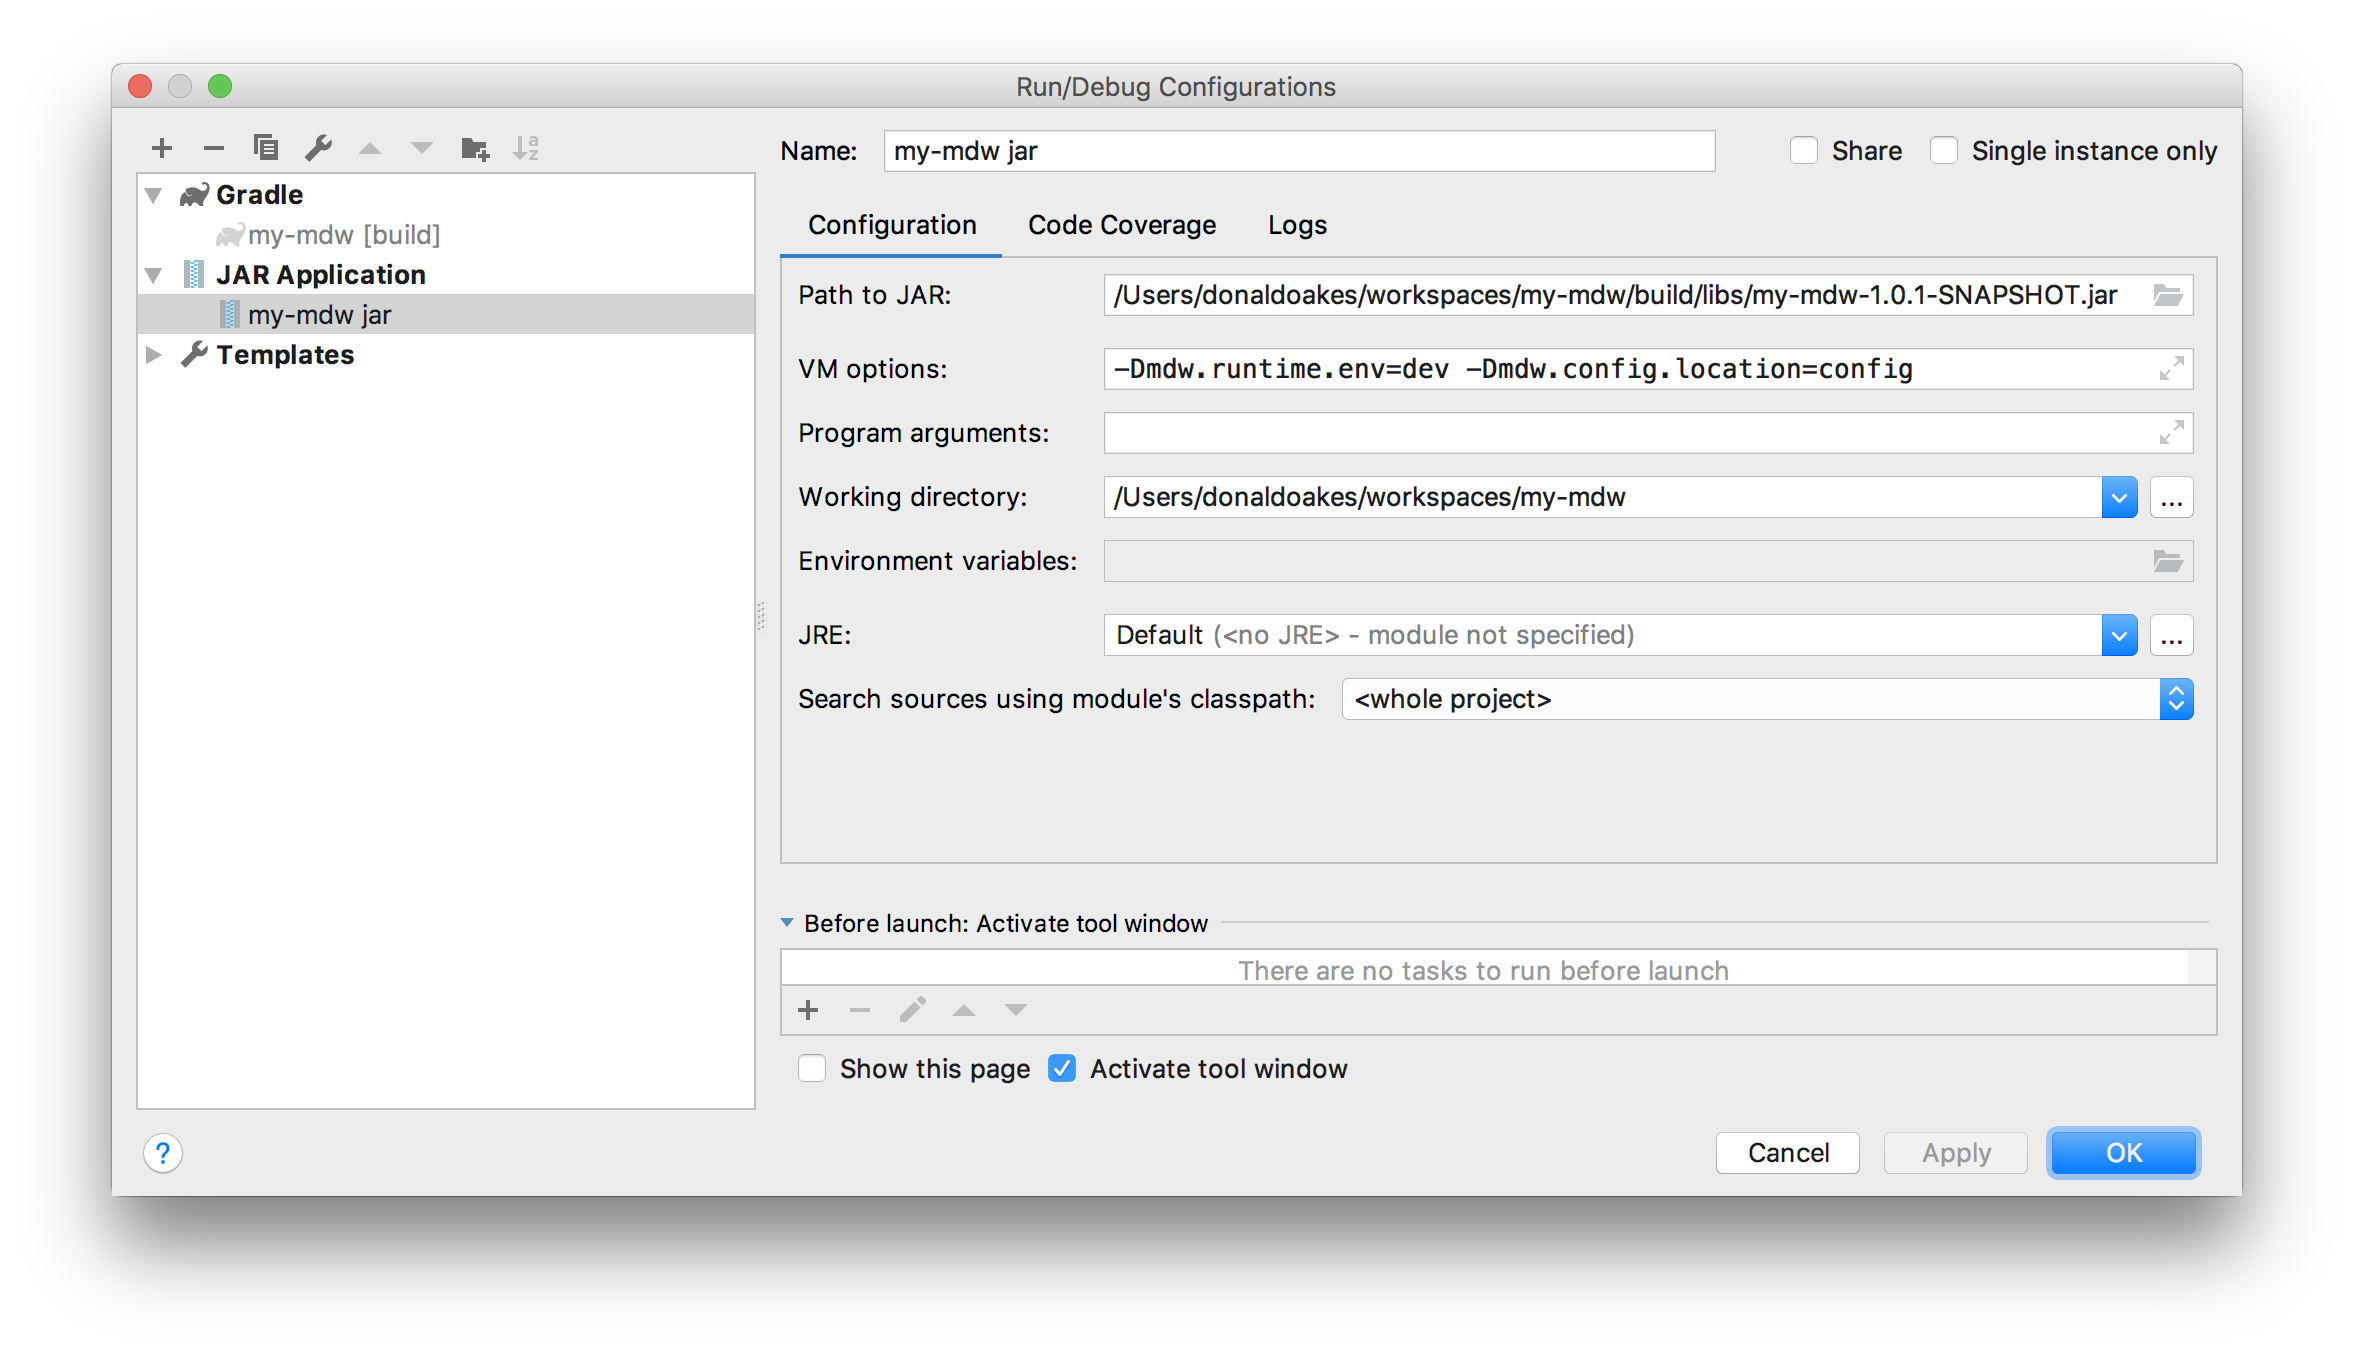 Run/Debug Configurations
Name: my-mdw jar Share Single instance only
Gradle
my-mdw [build]
JAR Application
my-mdw jar
Templates
Configuration Code Coverage Logs
Path to JAR: /Users/donaldoakes/workspaces/my-mdw/build/libs/my-mdw-1.0.1-SNAPSHOT.jar
VM options: -Dmdw.runtime.env=dev -Dmdw.config.location=config
Program arguments:
Working directory: /Users/donaldoakes/workspaces/my-mdw ...
Environment variables:
JRE: Default (<no JRE> - module not specified) ...
Search sources using module's classpath: <whole project>
Before launch: Activate tool window
There are no tasks to run before launch
Show this page Activate tool window
? Cancel Apply OK